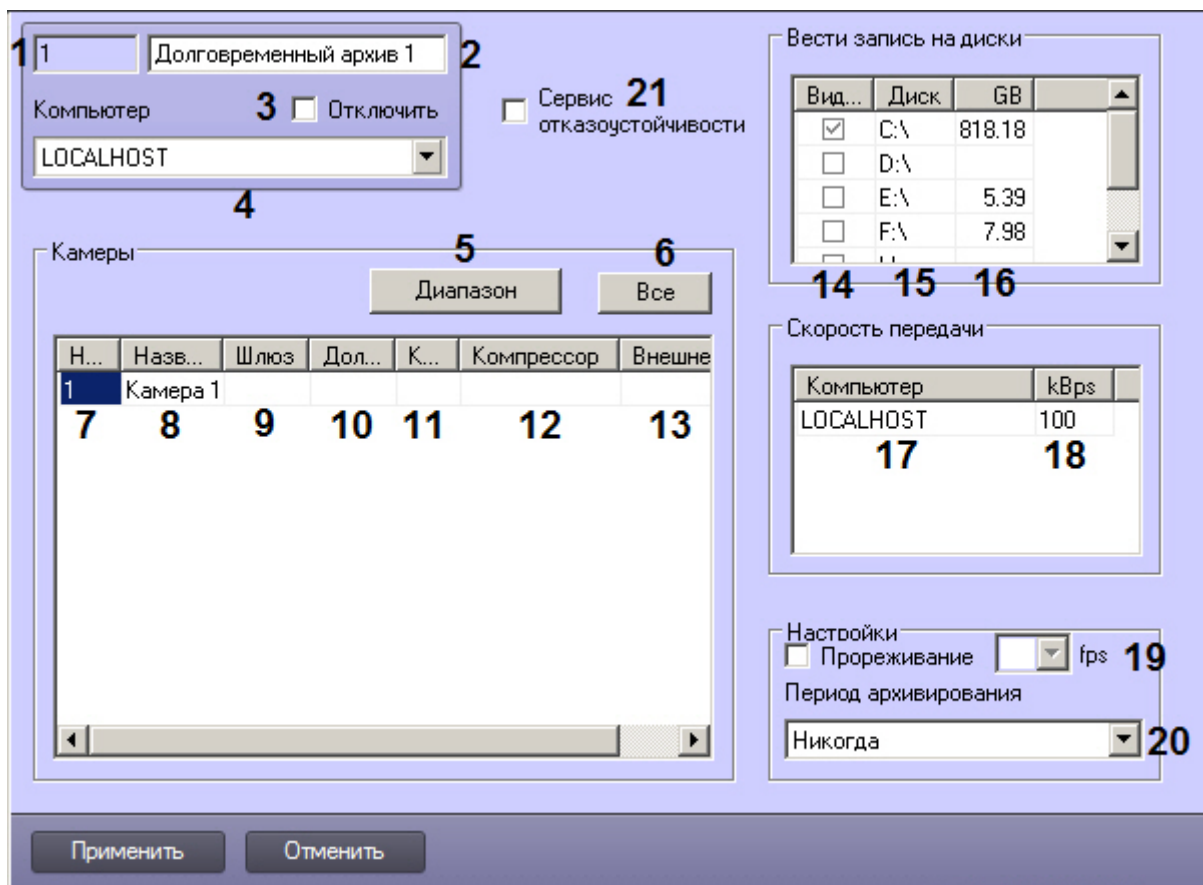 1 1 Долговременный архив 1 2
Компьютер 3 Отключить
LOCALHOST
4
Сервис 21
отказоустойчивости
Вести запись на диски
Вид... Диск GB
C:\ 818.18
D:\
E:\ 5.39
F:\ 7.98
14 15 16
Камеры
5 6
Диапазон Все
Н... Назв... Шлюз Дол... К... Компрессор Внешне
1 Камера 1
7 8 9 10 11 12 13
Скорость передачи
Компьютер kBps
LOCALHOST 100
17 18
Настройки
Прореживание fps 19
Период архивирования
Никогда 20
Применить Отменить